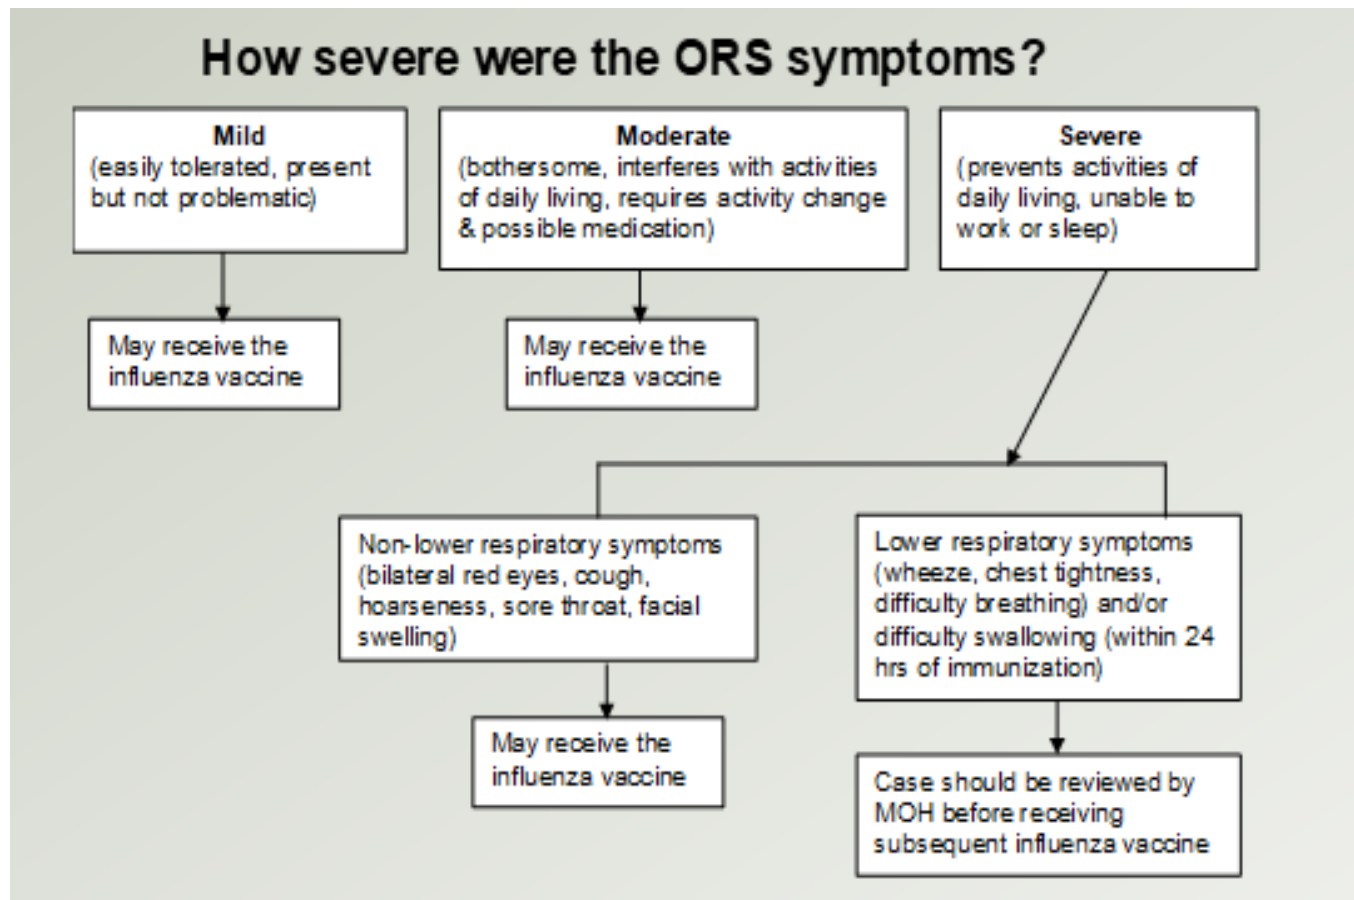 How severe were the ORS symptoms?
Mild
(easily tolerated, present
but not problematic)
Moderate
(bothersome, interferes with activities
of daily living, requires activity change
& possible medication)
Severe
(prevents activities of
daily living, unable to
work or sleep)
May receive the
influenza vaccine
May receive the
influenza vaccine
Non-lower respiratory symptoms
(bilateral red eyes, cough,
hoarseness, sore throat, facial
swelling)
Lower respiratory symptoms
(wheeze, chest tightness,
difficulty breathing) and/or
difficulty swallowing (within 24
hrs of immunization)
May receive the
influenza vaccine
Case should be reviewed by
MOH before receiving
subsequent influenza vaccine